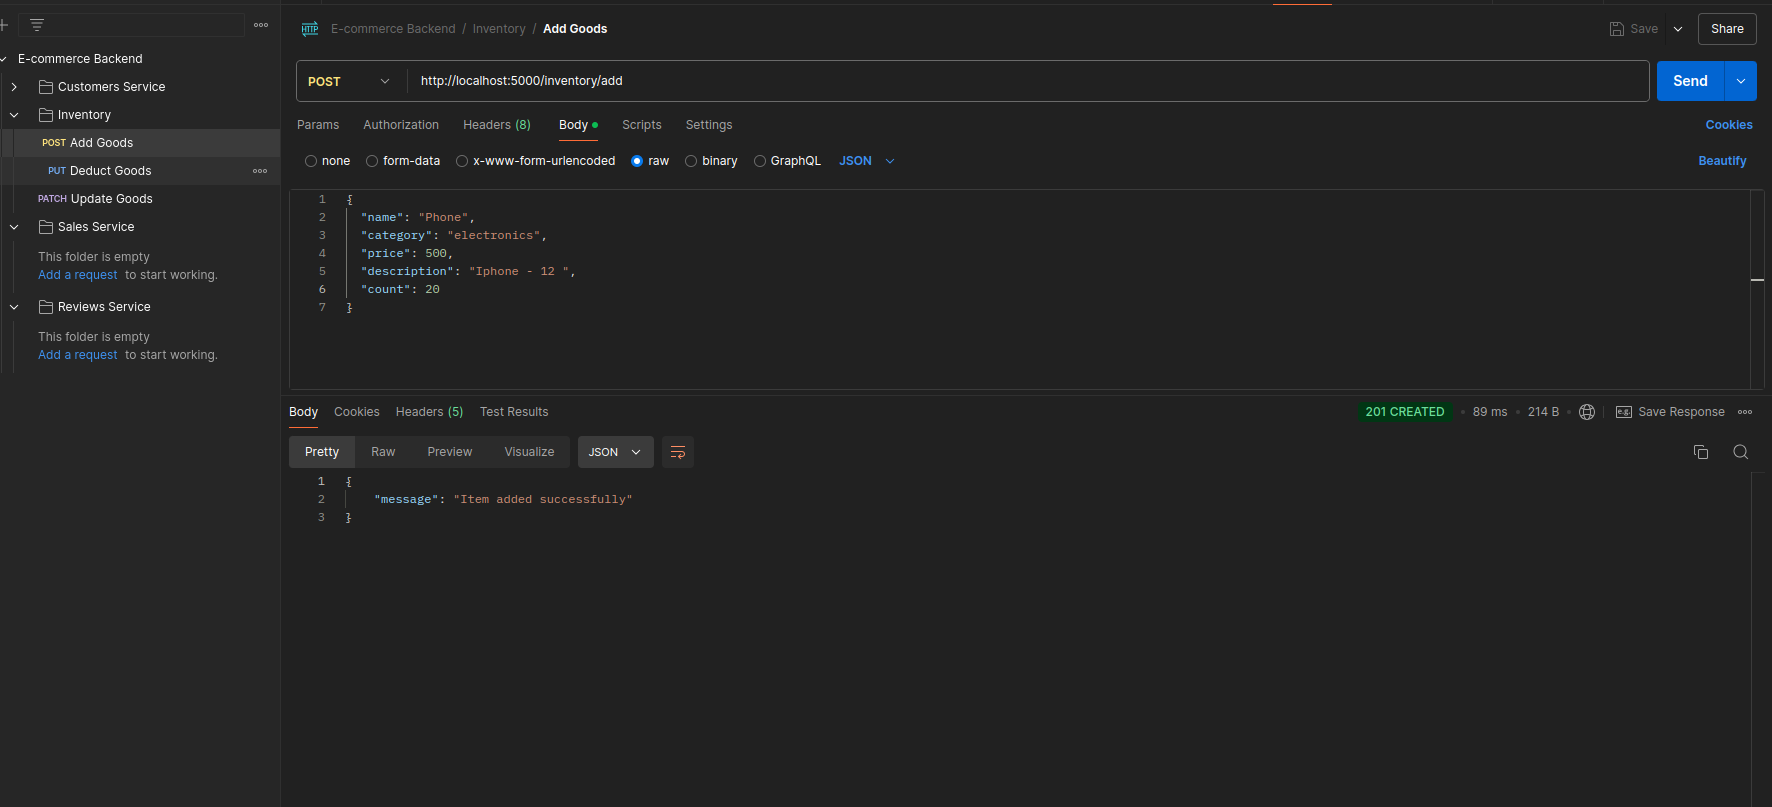 E-commerce Backend
Customers Service
Inventory
POST Add Goods
PUT Deduct Goods
PATCH Update Goods
Sales Service
This folder is empty
Add a request to start working.
Reviews Service
This folder is empty
Add a request to start working.
HTTP E-commerce Backend / Inventory / Add Goods
Save Share
POST http://localhost:5000/inventory/add Send
Params Authorization Headers (8) Body Scripts Settings Cookies
none form-data x-www-form-urlencoded raw binary GraphQL JSON Beautify
1 {
2 "name": "Phone",
3 "category": "electronics",
4 "price": 500,
5 "description": "Iphone - 12 ",
6 "count": 20
7 }
Body Cookies Headers (5) Test Results 201 CREATED 89 ms 214 B e.g. Save Response
Pretty Raw Preview Visualize JSON
1 {
2 "message": "Item added successfully"
3 }